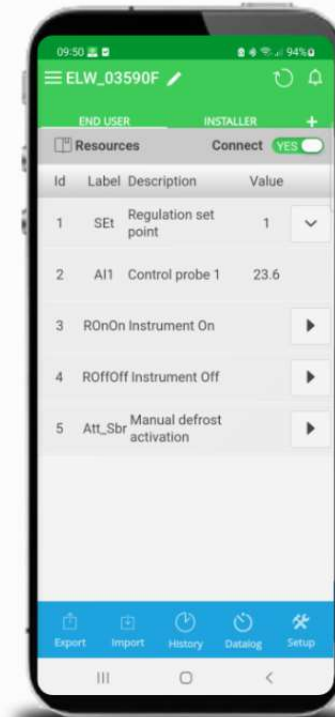 09:50 94%
ELW_03590F
END USER INSTALLER +
Resources Connect YES
Id Label Description Value
1 SEt Regulation set point 1
2 AI1 Control probe 1 23.6
3 ROnOn Instrument On
4 ROffOff Instrument Off
5 Att_Sbr Manual defrost activation
Export Import History Datalog Setup